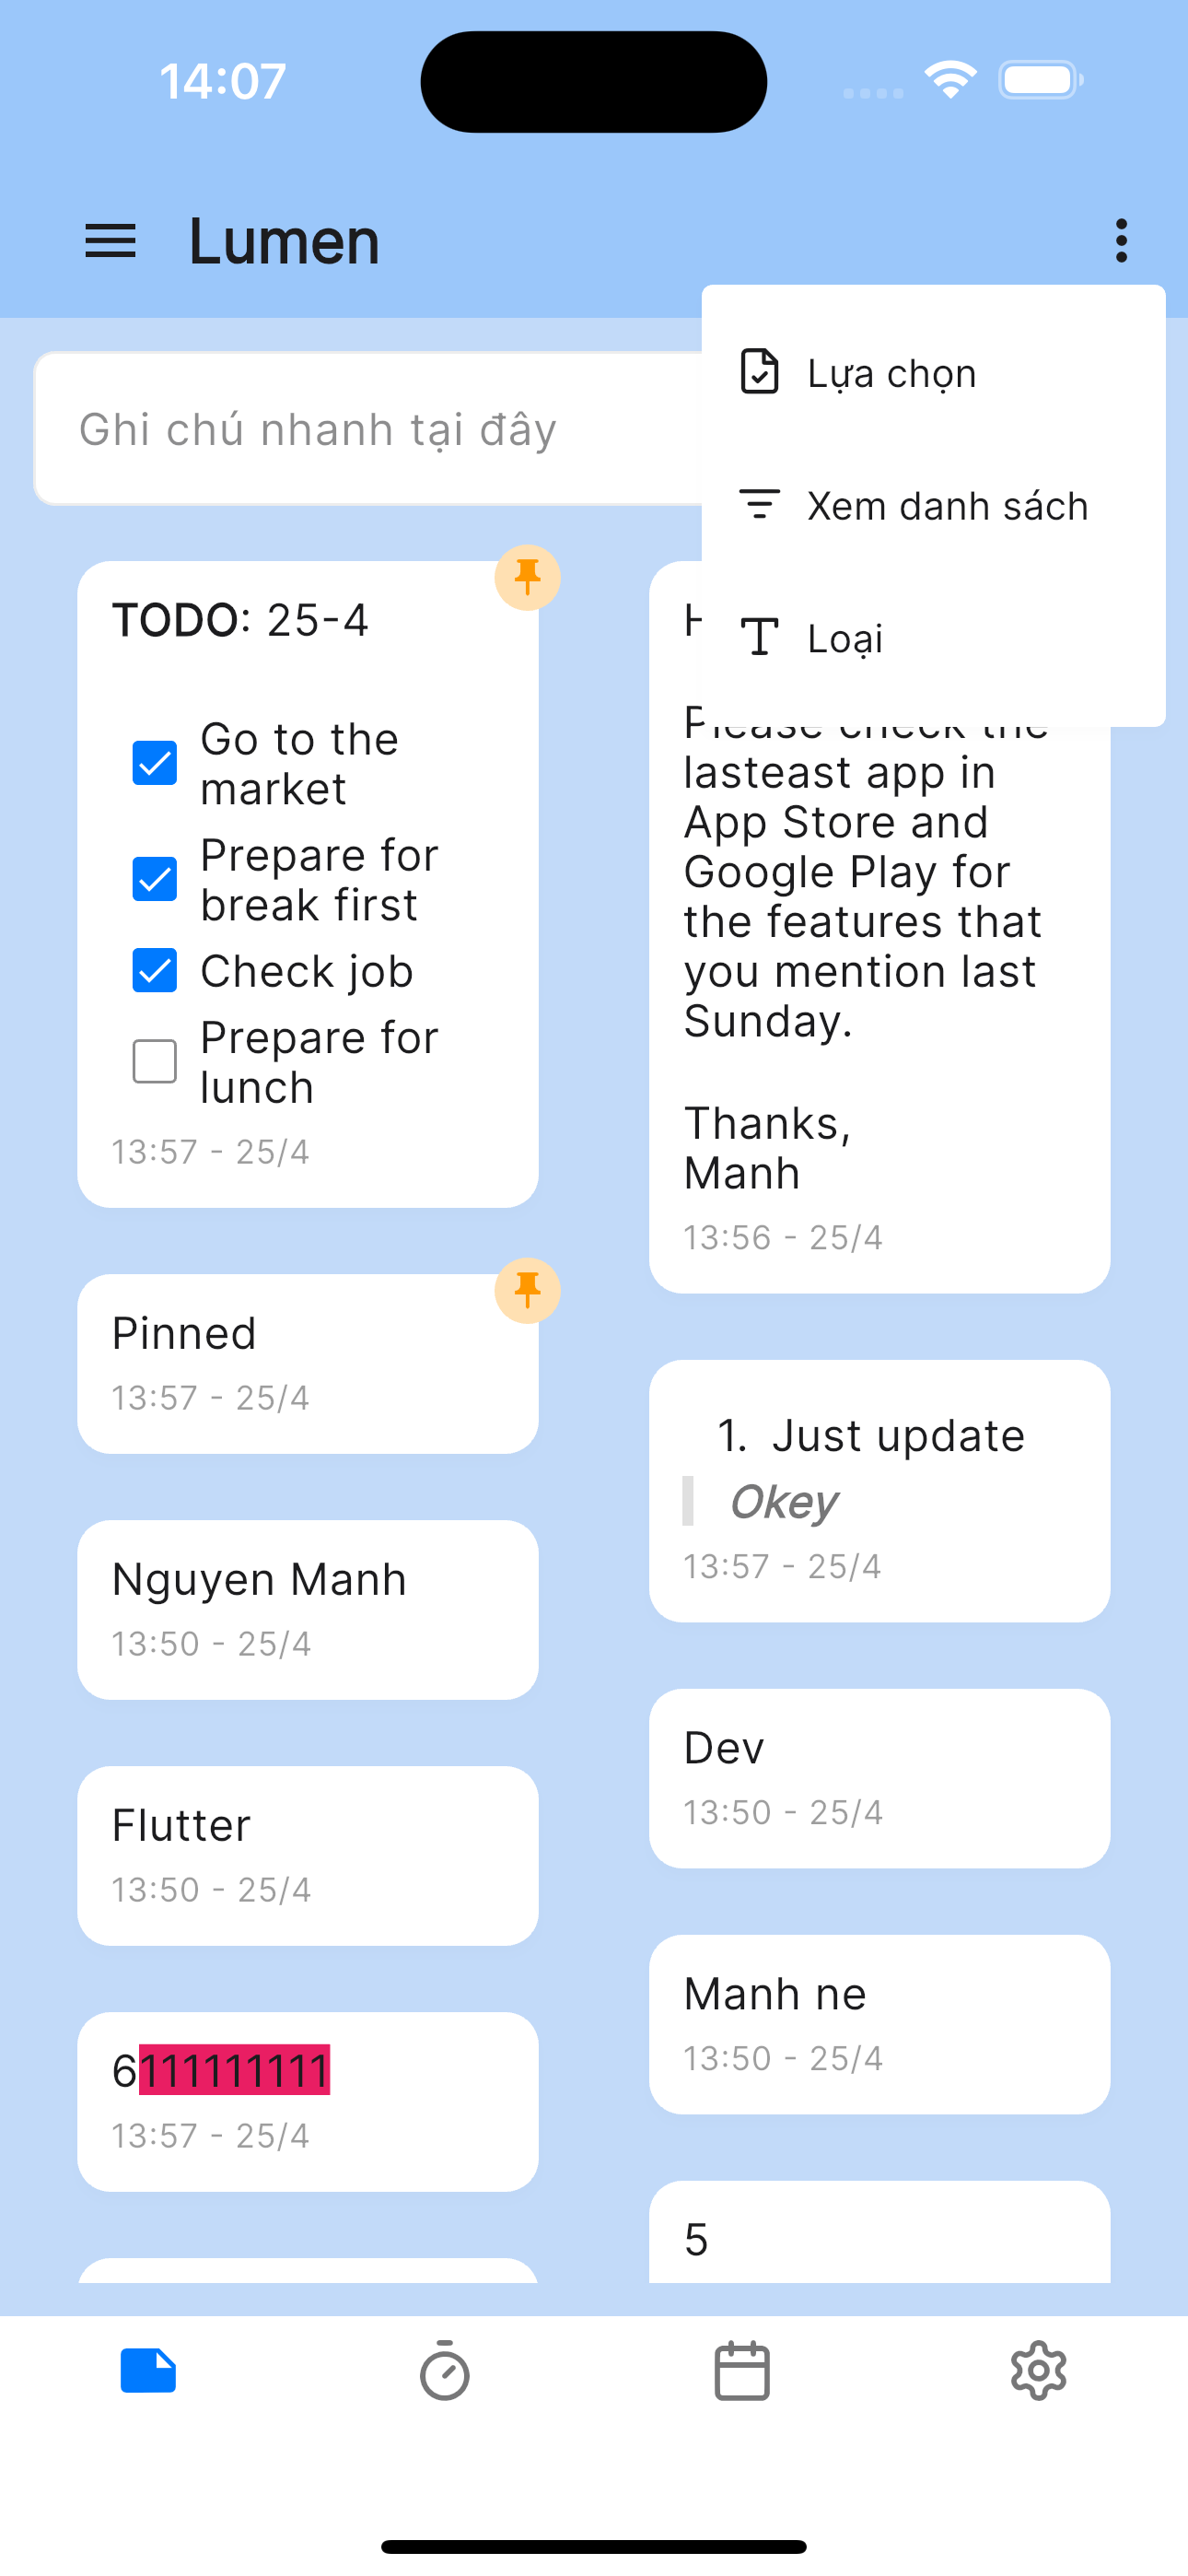 14:07
Lumen
Lựa chọn
Xem danh sách
Loại
Ghi chú nhanh tại đây
TODO: 25-4
Go to the
market
Prepare for
break first
Check job
Prepare for
lunch
13:57 - 25/4
Please check the
lasteast app in
App Store and
Google Play for
the features that
you mention last
Sunday.
Thanks,
Manh
13:56 - 25/4
Pinned
13:57 - 25/4
1. Just update
Okey
13:57 - 25/4
Nguyen Manh
13:50 - 25/4
Dev
13:50 - 25/4
Flutter
13:50 - 25/4
Manh ne
13:50 - 25/4
6111111111
13:57 - 25/4
5